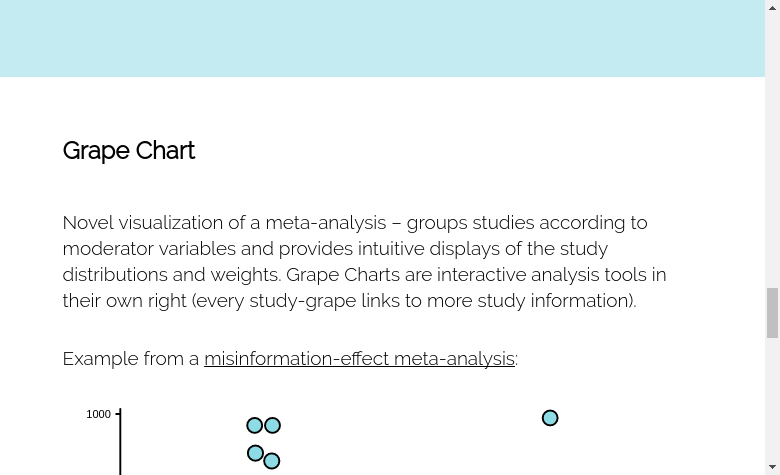 Grape Chart
Novel visualization of a meta-analysis – groups studies according to
moderator variables and provides intuitive displays of the study
distributions and weights. Grape Charts are interactive analysis tools in
their own right (every study-grape links to more study information).
Example from a misinformation-effect meta-analysis:
1000